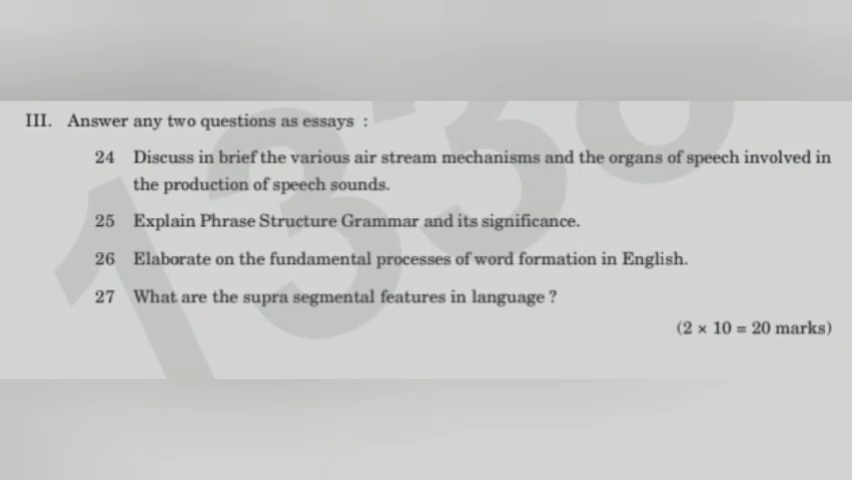 III. Answer any two questions as essays :
24 Discuss in brief the various air stream mechanisms and the organs of speech involved in
the production of speech sounds.
25 Explain Phrase Structure Grammar and its significance.
26 Elaborate on the fundamental processes of word formation in English.
27 What are the supra segmental features in language ?
(2 × 10 = 20 marks)